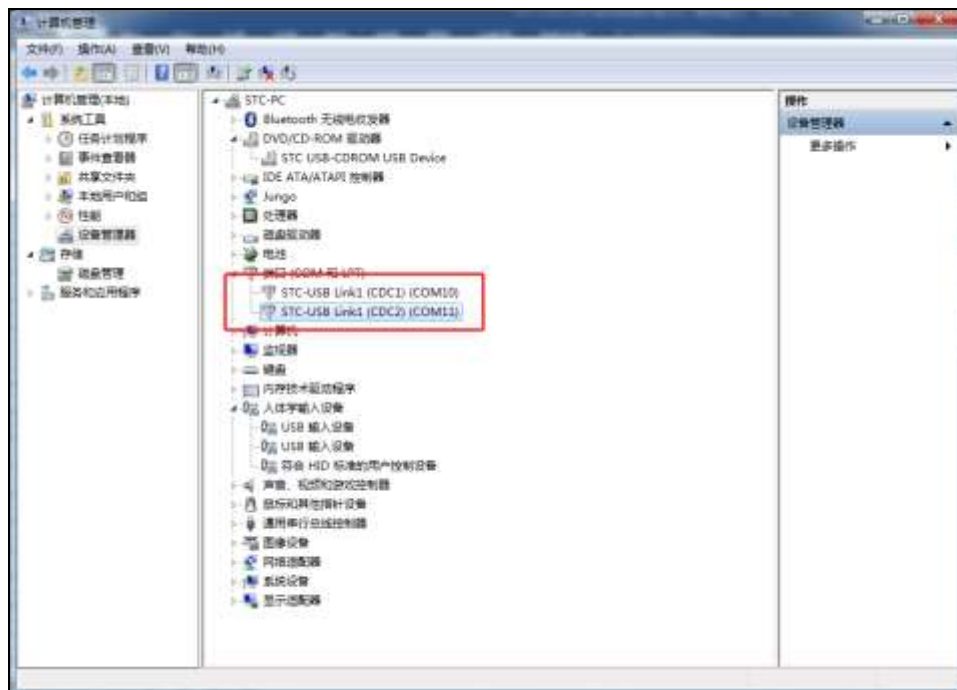 计算机管理
文件(F) 操作(A) 查看(V) 帮助(H)
计算机管理(本地)
系统工具
任务计划程序
事件查看器
共享文件夹
本地用户和组
性能
设备管理器
存储
磁盘管理
服务和应用程序
STC-PC
Bluetooth 无线电收发器
DVD/CD-ROM 驱动器
STC USB-CDROM USB Device
IDE ATA/ATAPI 控制器
Jungo
处理器
磁盘驱动器
电池
端口 (COM 和 LPT)
STC-USB Link1 (CDC1) (COM10)
STC-USB Link1 (CDC2) (COM11)
计算机
监视器
键盘
内存技术驱动程序
人体学输入设备
USB 输入设备
USB 输入设备
符合 HID 标准的用户控制设备
声音、视频和游戏控制器
鼠标和其他指针设备
通用串行总线控制器
图像设备
网络适配器
系统设备
显示适配器
操作
设备管理器
更多操作